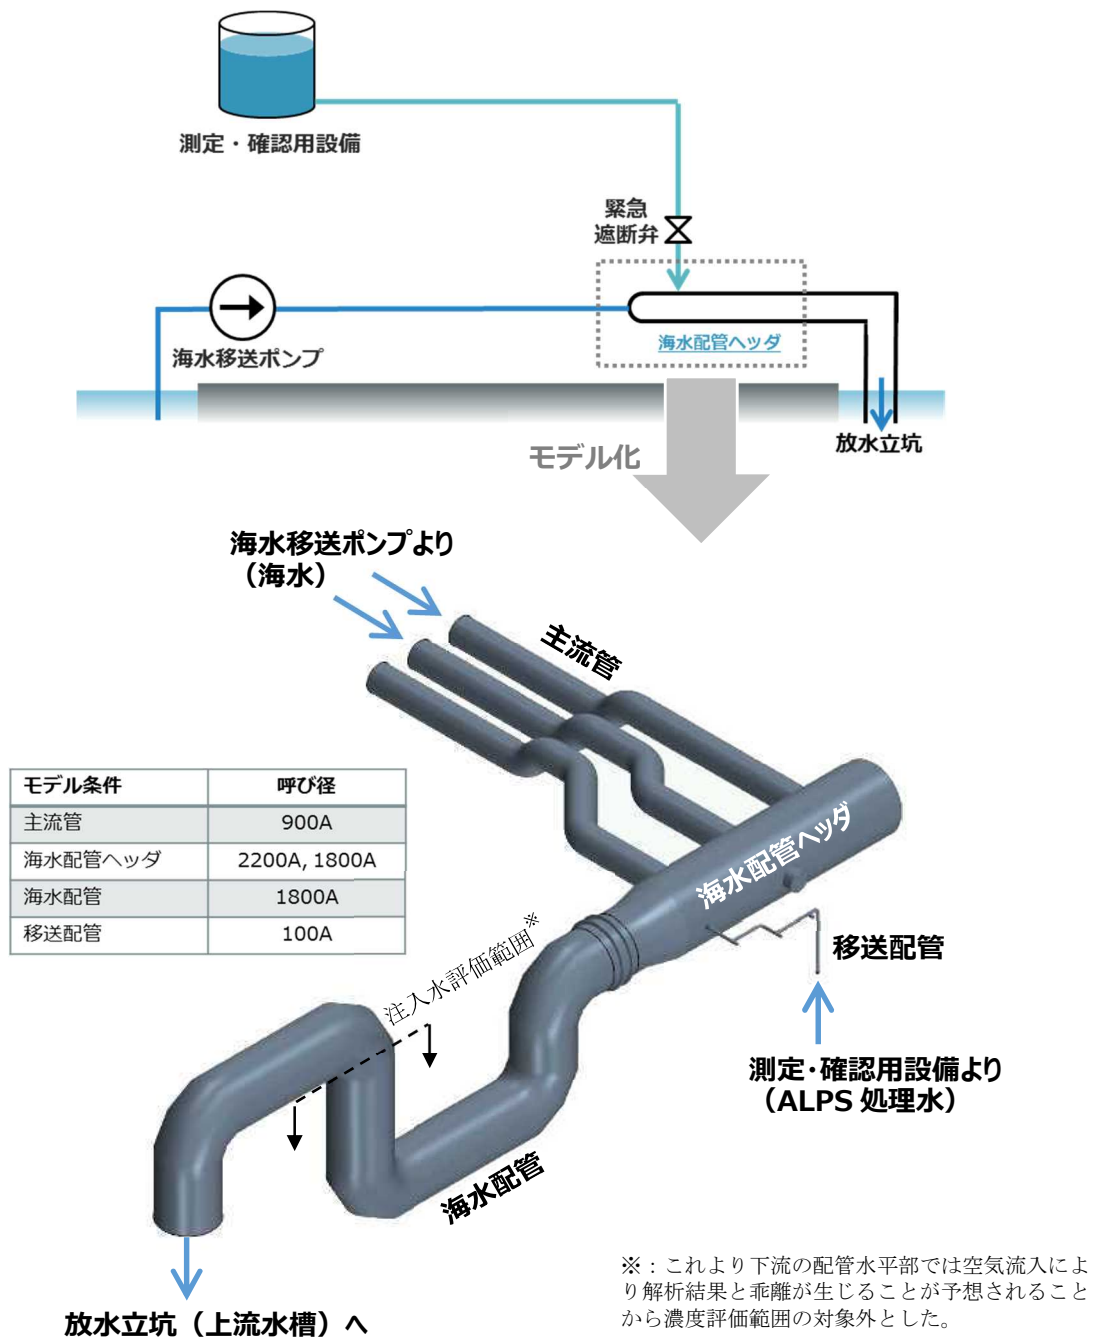 測定・確認用設備
緊急
遮断弁
海水配管ヘッダ
海水移送ポンプ
放水立坑
モデル化
海水移送ポンプより
（海水）
主流管
モデル条件 呼び径
主流管 900A
海水配管ヘッダ 2200A, 1800A
海水配管 1800A
移送配管 100A
海水配管ヘッダ
注入水評価範囲※
移送配管
測定・確認用設備より
（ALPS 処理水）
海水配管
放水立坑（上流水槽）へ
※：これより下流の配管水平部では空気流入によ
り解析結果と乖離が生じることが予想されること
から濃度評価範囲の対象外とした。